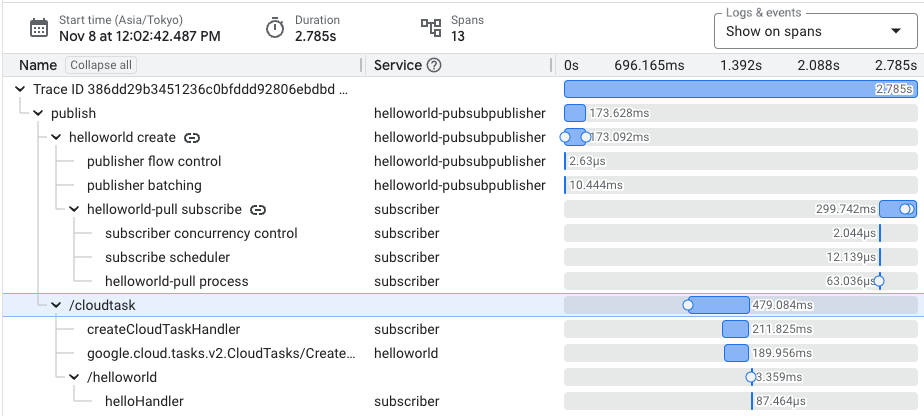 Start time (Asia/Tokyo)
Nov 8 at 12:02:42.487 PM
Duration
2.785s
Spans
13
Logs & events
Show on spans
Name Collapse all Service 0s 696.165ms 1.392s 2.088s 2.785s
Trace ID 386dd29b3451236c0bfddd92806ebdbd ... 2.785s
publish helloworld-pubsubpublisher 173.628ms
helloworld create helloworld-pubsubpublisher 173.092ms
publisher flow control helloworld-pubsubpublisher 2.63µs
publisher batching helloworld-pubsubpublisher 10.444ms
helloworld-pull subscribe subscriber 299.742ms
subscriber concurrency control subscriber 2.044µs
subscribe scheduler subscriber 12.139µs
helloworld-pull process subscriber 63.036µs
/cloudtask 479.084ms
createCloudTaskHandler subscriber 211.825ms
google.cloud.tasks.v2.CloudTasks/Create... helloworld 189.956ms
/helloworld 3.359ms
helloHandler subscriber 87.464µs